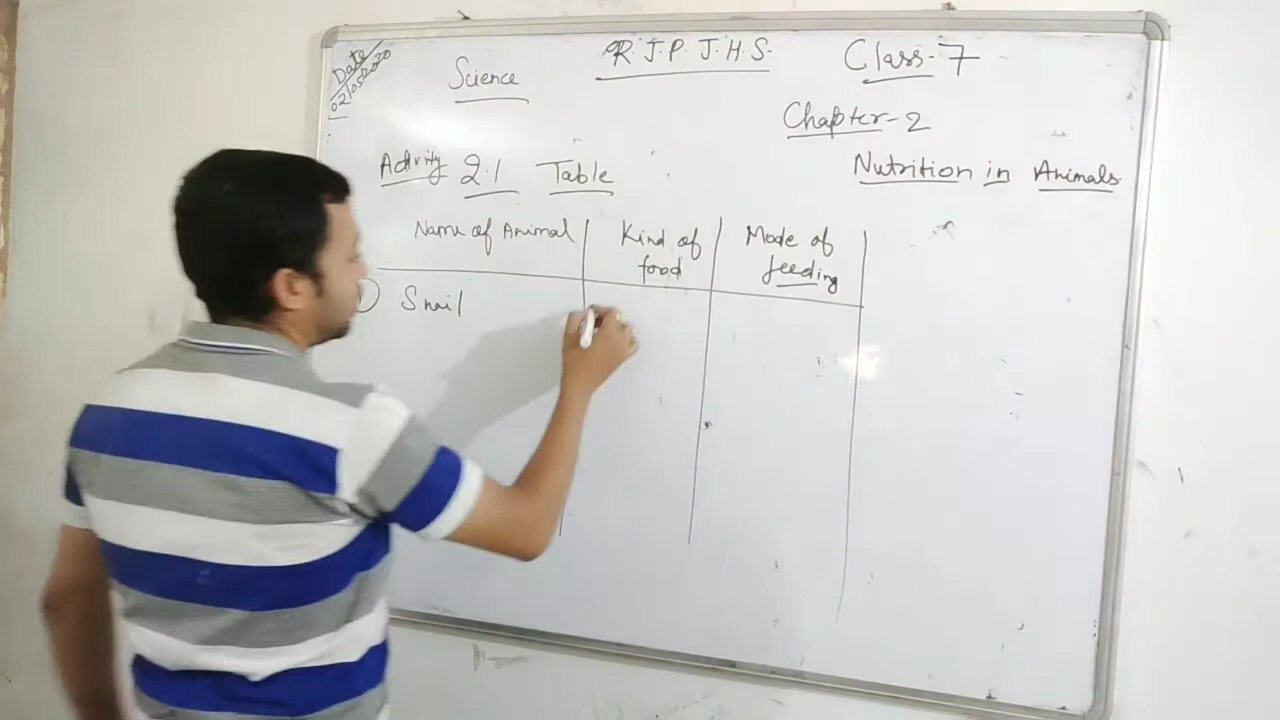 Date
02/05/2020
Science
R.J.P. J.H.S.
Class-7
Chapter-2
Activity 2.1 Table
Nutrition in Animals
Name of Animal
Kind of
food
Mode of
feeding
① Snail